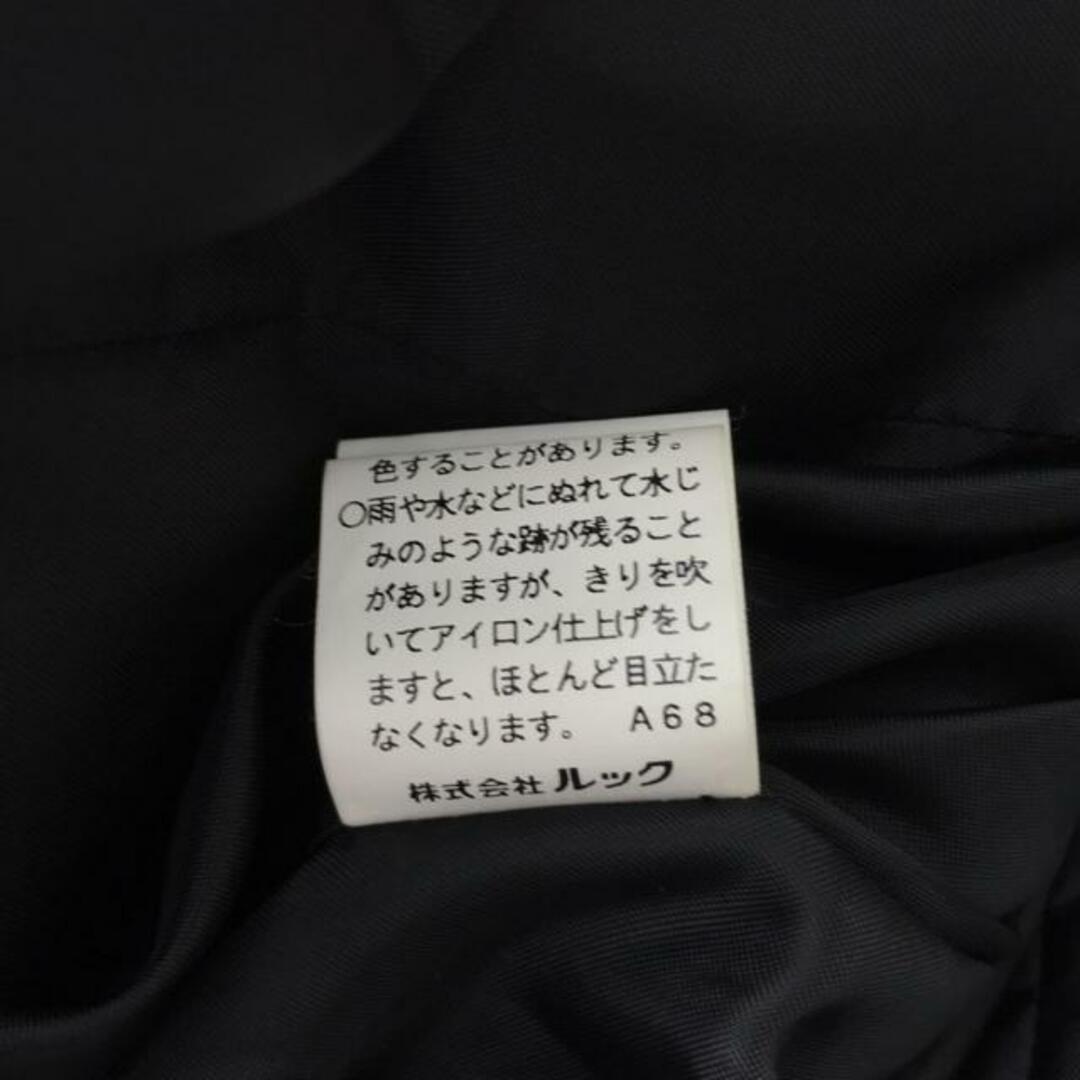 色することがあります。
○雨や水などにぬれて水じ
みのような跡が残ること
がありますが、きりを吹
いてアイロン仕上げをし
ますと、ほとんど目立た
なくなります。 A68
株式会社ルック